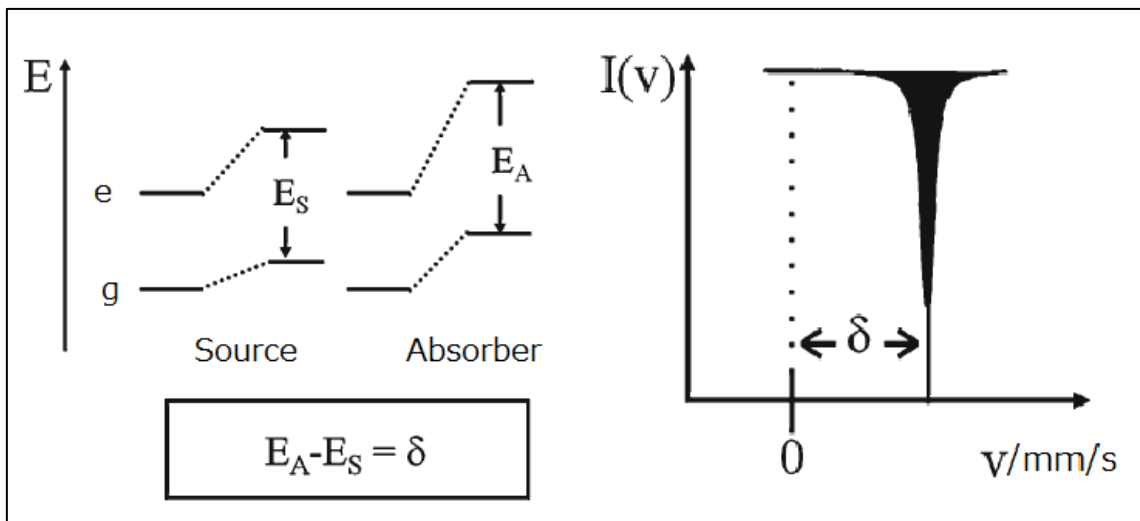 E
e
g
E_S
E_A
Source
Absorber
E_A-E_S = δ
I(v)
δ
0
v/mm/s